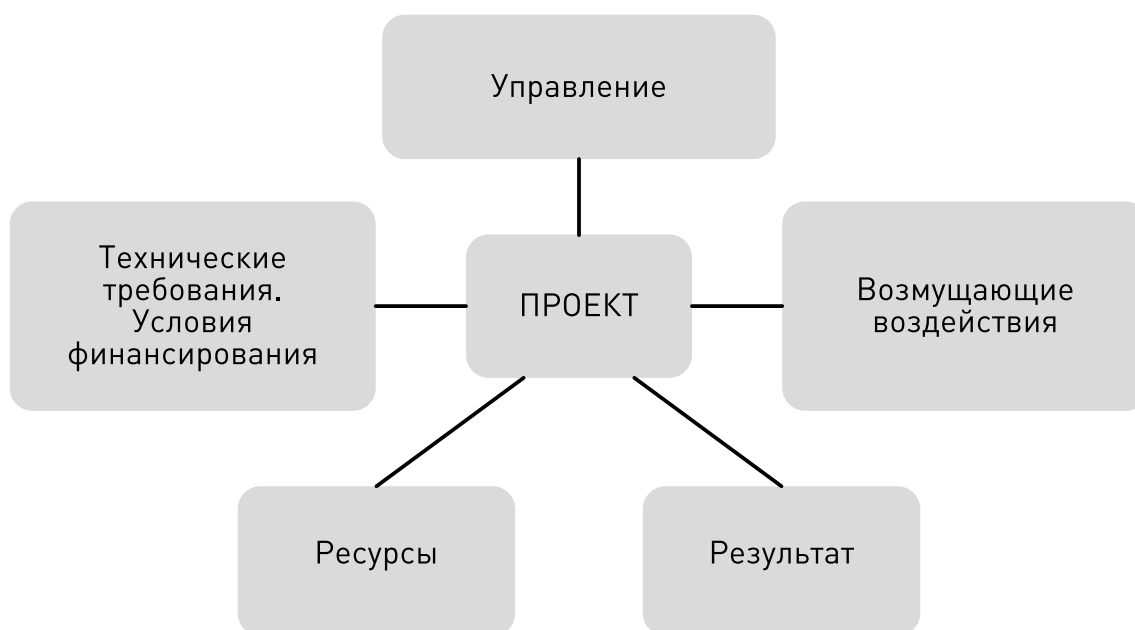 Управление
Технические
требования.
Условия
финансирования
ПРОЕКТ
Возмущающие
воздействия
Ресурсы
Результат